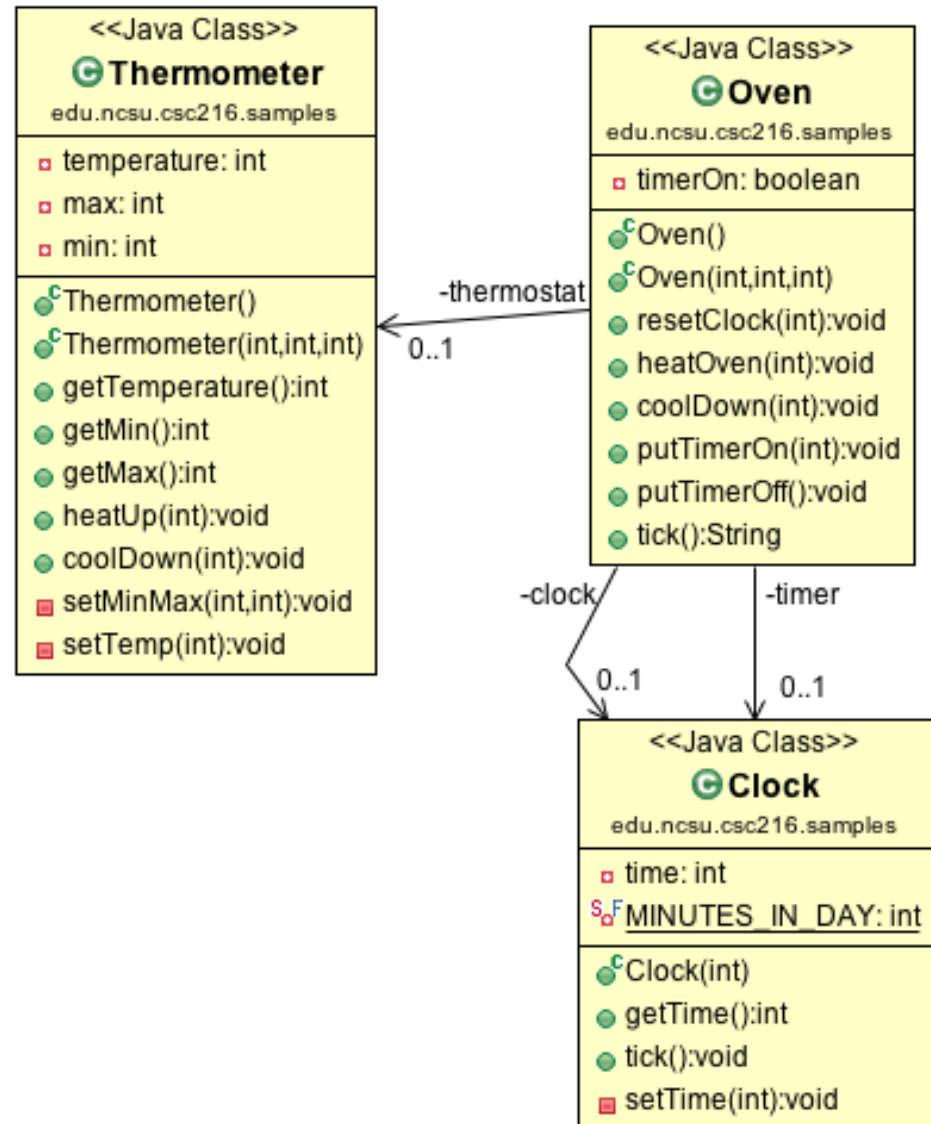 <<Java Class>>
Thermometer
edu.ncsu.csc216.samples
temperature: int
max: int
min: int
Thermometer()
Thermometer(int,int,int)
getTemperature():int
getMin():int
getMax():int
heatUp(int):void
coolDown(int):void
setMinMax(int,int):void
setTemp(int):void
-thermostat
0..1
<<Java Class>>
Oven
edu.ncsu.csc216.samples
timerOn: boolean
Oven()
Oven(int,int,int)
resetClock(int):void
heatOven(int):void
coolDown(int):void
putTimerOn(int):void
putTimerOff():void
tick():String
-clock
0..1
-timer
0..1
<<Java Class>>
Clock
edu.ncsu.csc216.samples
time: int
MINUTES_IN_DAY: int
Clock(int)
getTime():int
tick():void
setTime(int):void